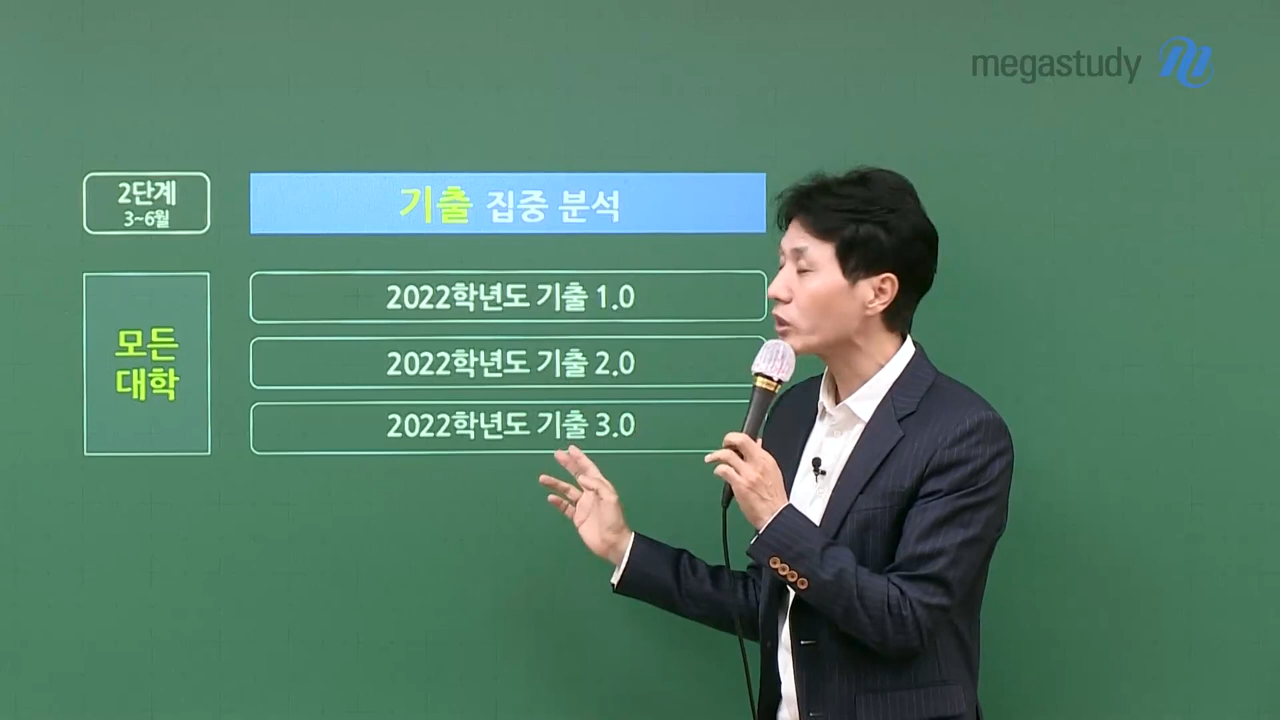 megastudy
2단계
3~6월
기출 집중 분석
모든
대학
2022학년도 기출 1.0
2022학년도 기출 2.0
2022학년도 기출 3.0